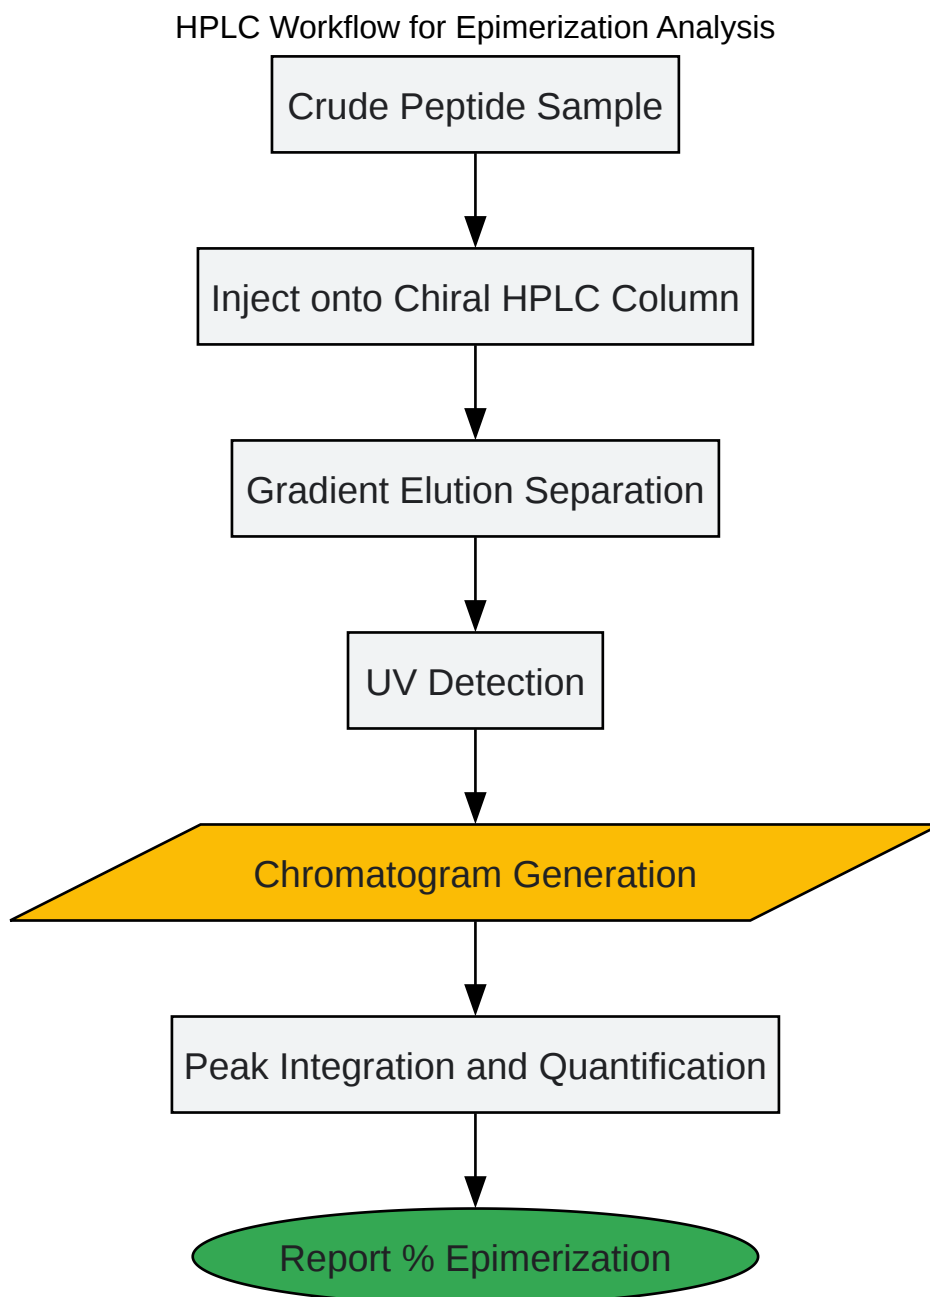 HPLC Workflow for Epimerization Analysis
Crude Peptide Sample
Inject onto Chiral HPLC Column
Gradient Elution Separation
UV Detection
Chromatogram Generation
Peak Integration and Quantification
Report % Epimerization